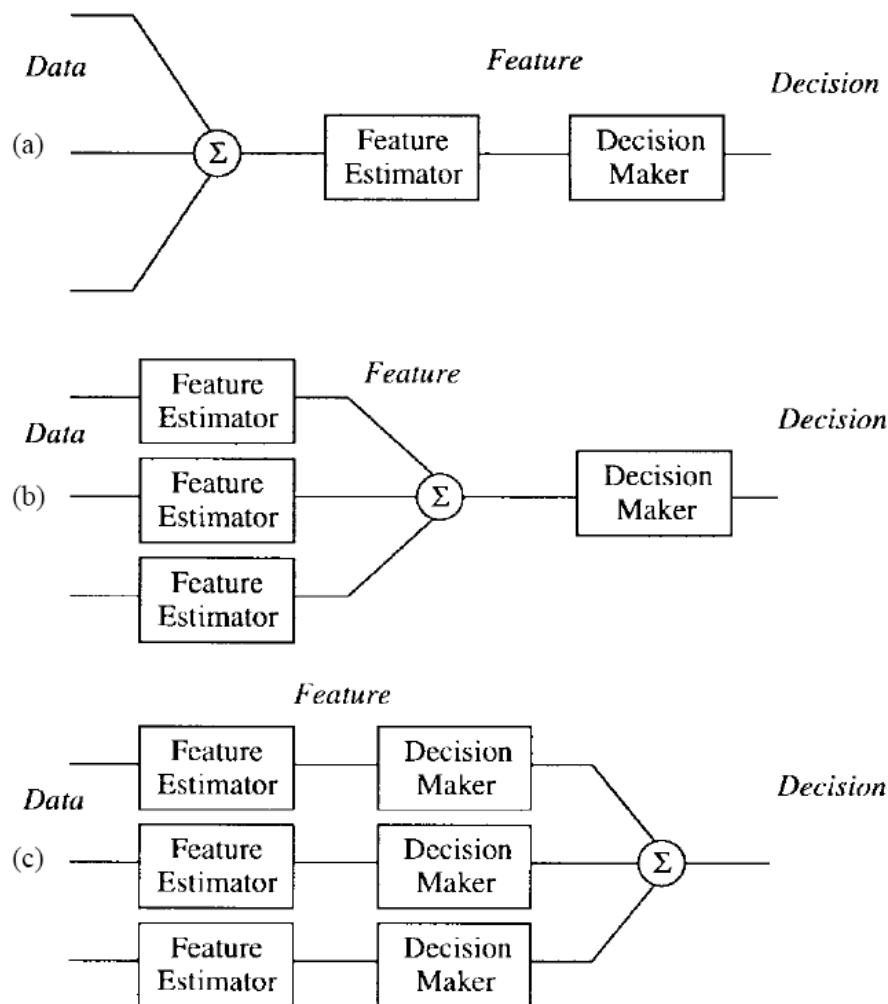 Data
Feature
Decision
(a)
Σ
Feature
Estimator
Decision
Maker
Feature
Estimator
Feature
Data
Decision
(b)
Feature
Estimator
Σ
Decision
Maker
Feature
Estimator
Feature
Feature
Estimator
Decision
Maker
Data
Decision
(c)
Feature
Estimator
Decision
Maker
Σ
Feature
Estimator
Decision
Maker